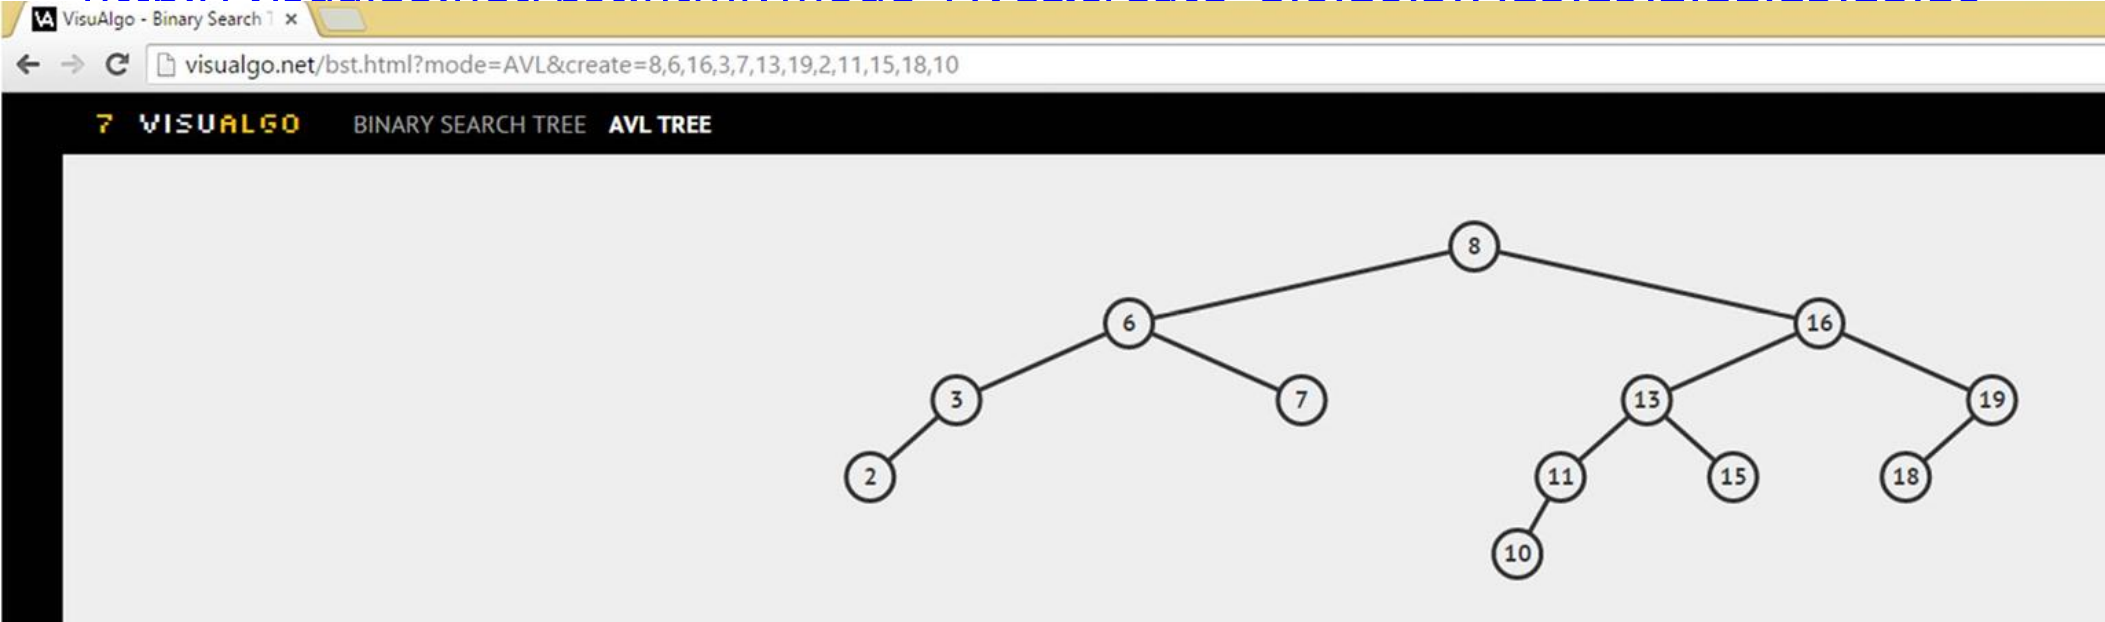 VisuAlgo - Binary Search
visualgo.net/bst.html?mode=AVL&create=8,6,16,3,7,13,19,2,11,15,18,10
7 VISUALGO BINARY SEARCH TREE AVL TREE
8
6 16
3 7 13 19
2 11 15 18
10